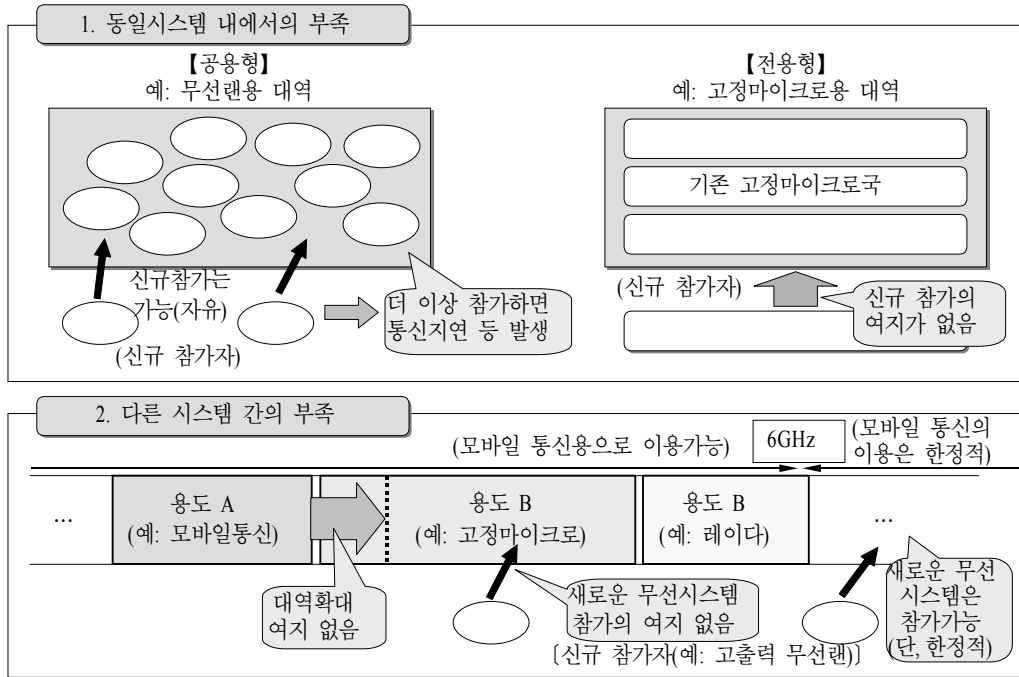 1. 동일시스템 내에서의 부족
【공용형】
예: 무선랜용 대역
신규참가는
가능(자유)
(신규 참가자)
더 이상 참가하면
통신지연 등 발생
【전용형】
예: 고정마이크로용 대역
기존 고정마이크로국
(신규 참가자)
신규 참가의
여지가 없음
2. 다른 시스템 간의 부족
(모바일 통신용으로 이용가능)
6GHz
(모바일 통신의
이용은 한정적)
...
용도 A
(예: 모바일통신)
용도 B
(예: 고정마이크로)
용도 B
(예: 레이다)
...
대역확대
여지 없음
새로운 무선시스템
참가의 여지 없음
〔신규 참가자(예: 고출력 무선랜)〕
새로운 무선
시스템은
참가가능
(단, 한정적)